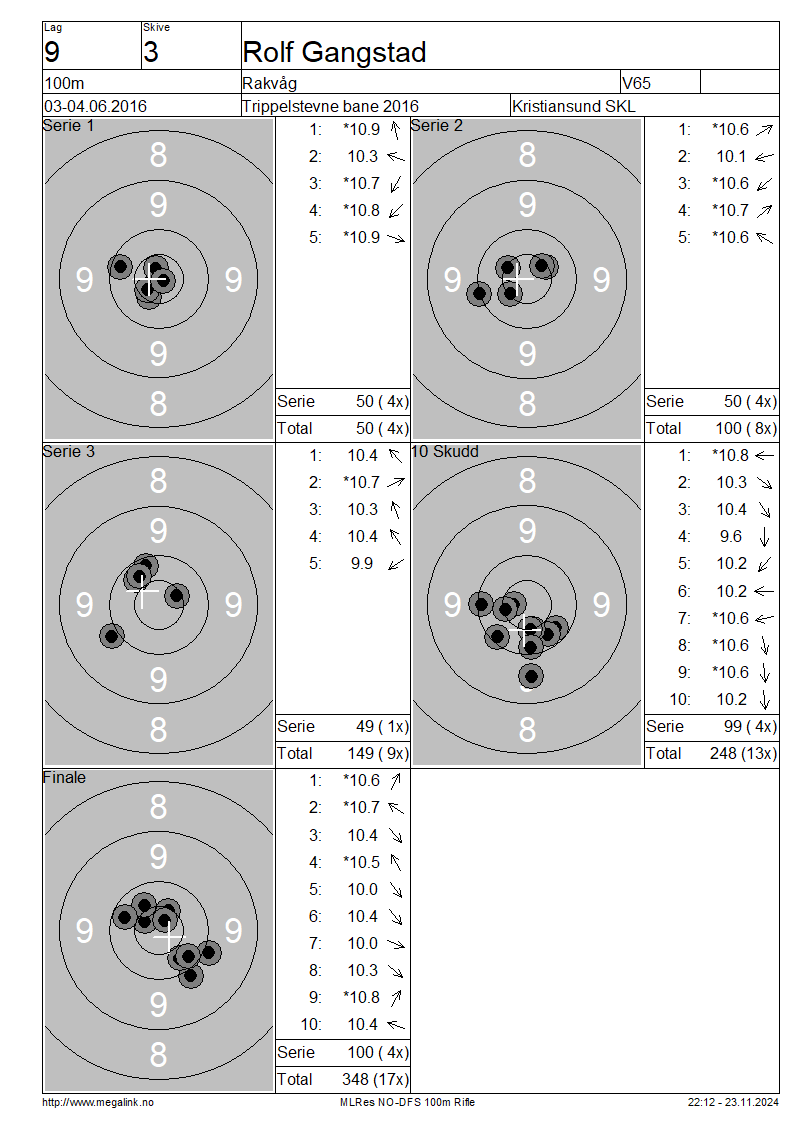 Lag
Skive
9
3
Rolf Gangstad
100m
Rakvåg
V65
03-04.06.2016
Trippelstevne bane 2016
Kristiansund SKL
Serie 1
8
9
9
9
9
8
1: *10.9
2: 10.3
3: *10.7
4: *10.8
5: *10.9
Serie 50 ( 4x)
Total 50 ( 4x)
Serie 2
8
9
9
9
9
8
1: *10.6
2: 10.1
3: *10.6
4: *10.7
5: *10.6
Serie 50 ( 4x)
Total 100 ( 8x)
Serie 3
8
9
9
9
9
8
1: 10.4
2: *10.7
3: 10.3
4: 10.4
5: 9.9
Serie 49 ( 1x)
Total 149 ( 9x)
10 Skudd
8
9
9
9
8
1: *10.8
2: 10.3
3: 10.4
4: 9.6
5: 10.2
6: 10.2
7: *10.6
8: *10.6
9: *10.6
10: 10.2
Serie 99 ( 4x)
Total 248 (13x)
Finale
8
9
9
9
9
8
1: *10.6
2: *10.7
3: 10.4
4: *10.5
5: 10.0
6: 10.4
7: 10.0
8: 10.3
9: *10.8
10: 10.4
Serie 100 ( 4x)
Total 348 (17x)
http://www.megalink.no
MLRes NO-DFS 100m Rifle
22:12 - 23.11.2024